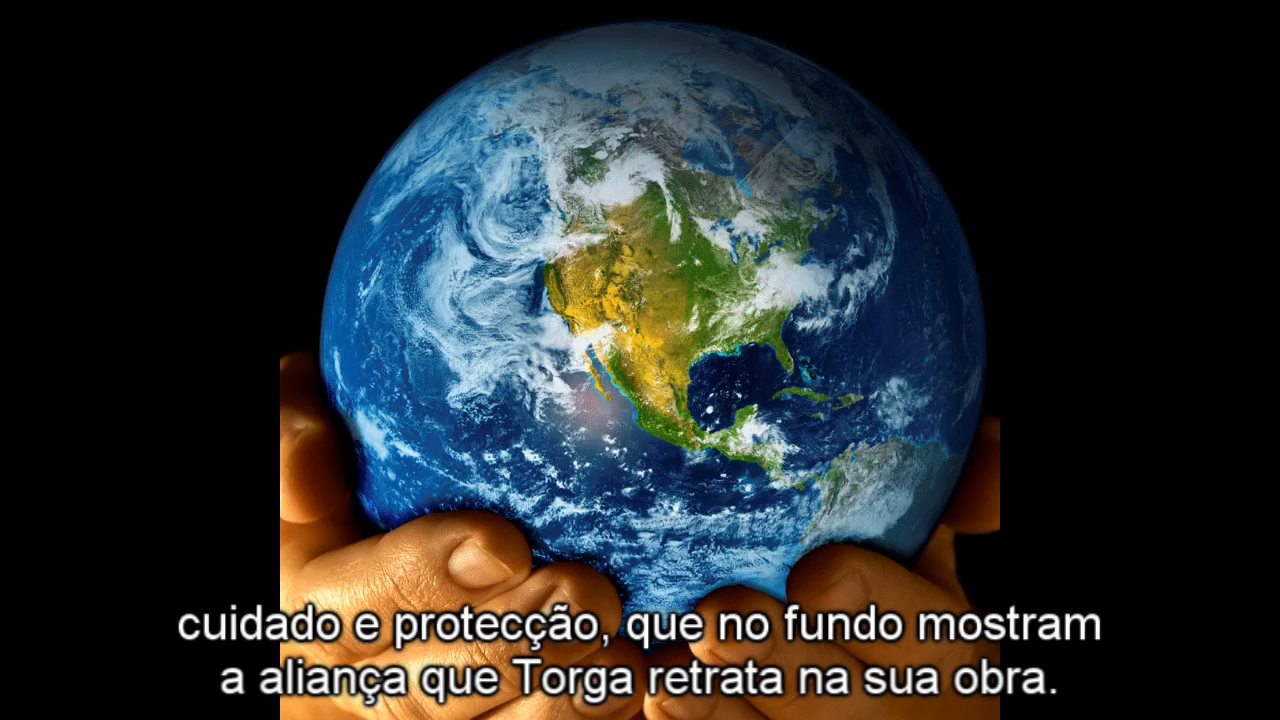 cuidado e protecção, que no fundo mostram
a aliança que Torga retrata na sua obra.